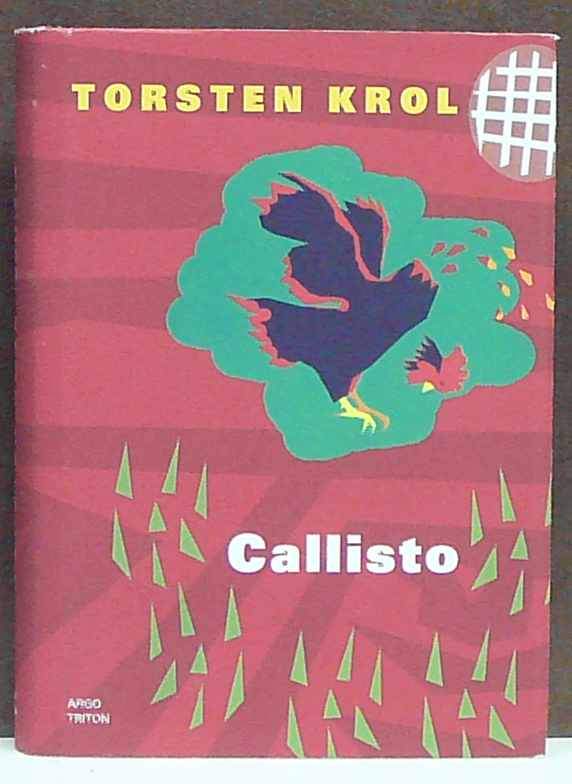 TORSTEN KROL
Callisto
ARGO
TRITON